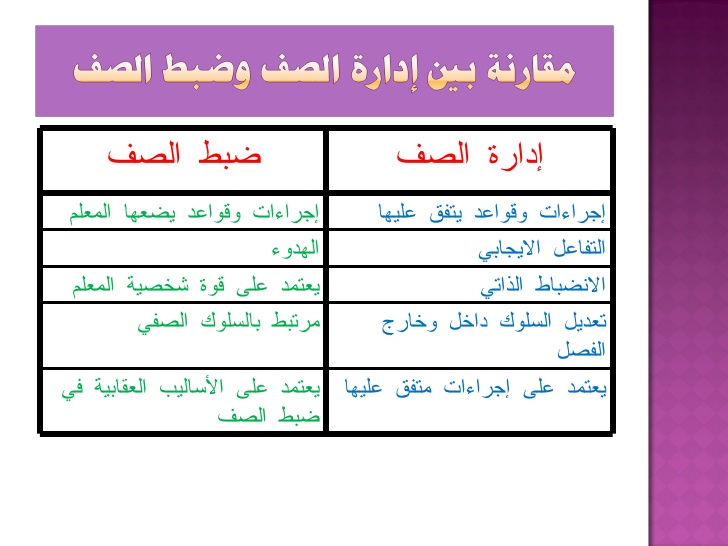 مقارنة بين إدارة الصف وضبط الصف
إدارة الصف
ضبط الصف
إجراءات وقواعد يتفق عليها
إجراءات وقواعد يضعها المعلم
التفاعل الايجابي
الهدوء
الانضباط الذاتي
يعتمد على قوة شخصية المعلم
تعديل السلوك داخل وخارج
الفصل
مرتبط بالسلوك الصفي
يعتمد على إجراءات متفق عليها
يعتمد على الأساليب العقابية في
ضبط الصف